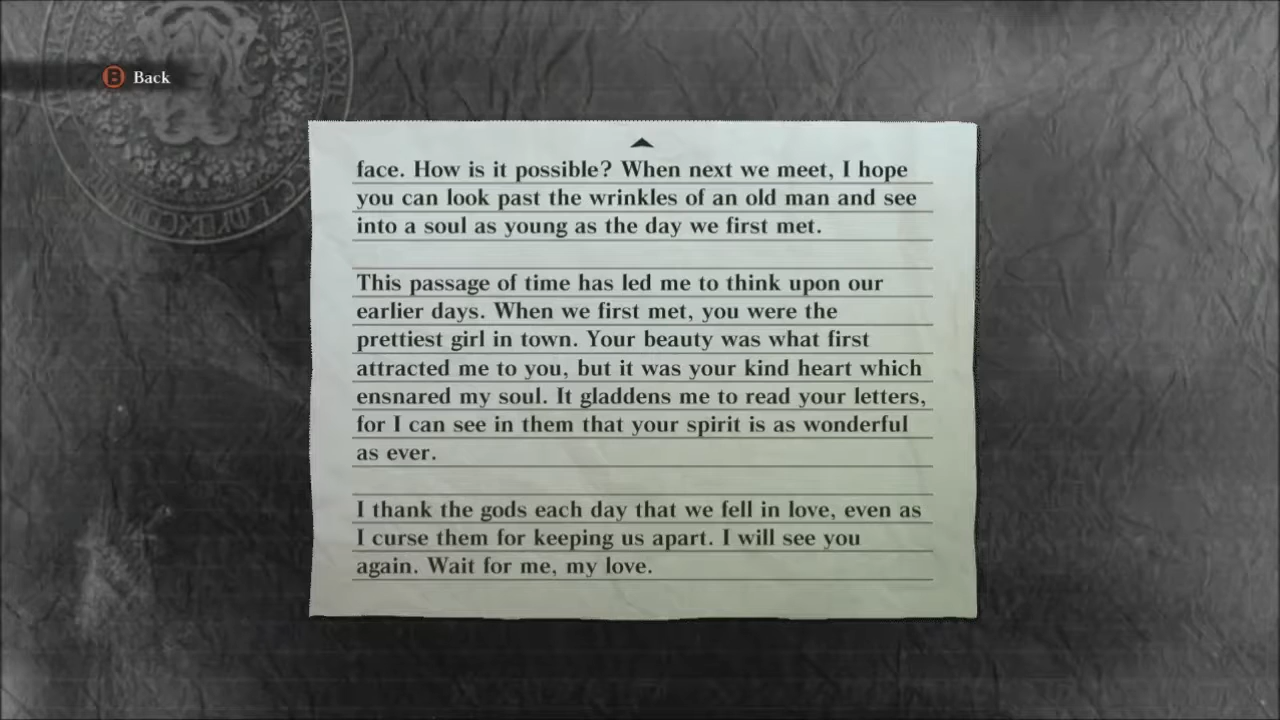 B Back
face. How is it possible? When next we meet, I hope
you can look past the wrinkles of an old man and see
into a soul as young as the day we first met.
This passage of time has led me to think upon our
earlier days. When we first met, you were the
prettiest girl in town. Your beauty was what first
attracted me to you, but it was your kind heart which
ensnared my soul. It gladdens me to read your letters,
for I can see in them that your spirit is as wonderful
as ever.
I thank the gods each day that we fell in love, even as
I curse them for keeping us apart. I will see you
again. Wait for me, my love.